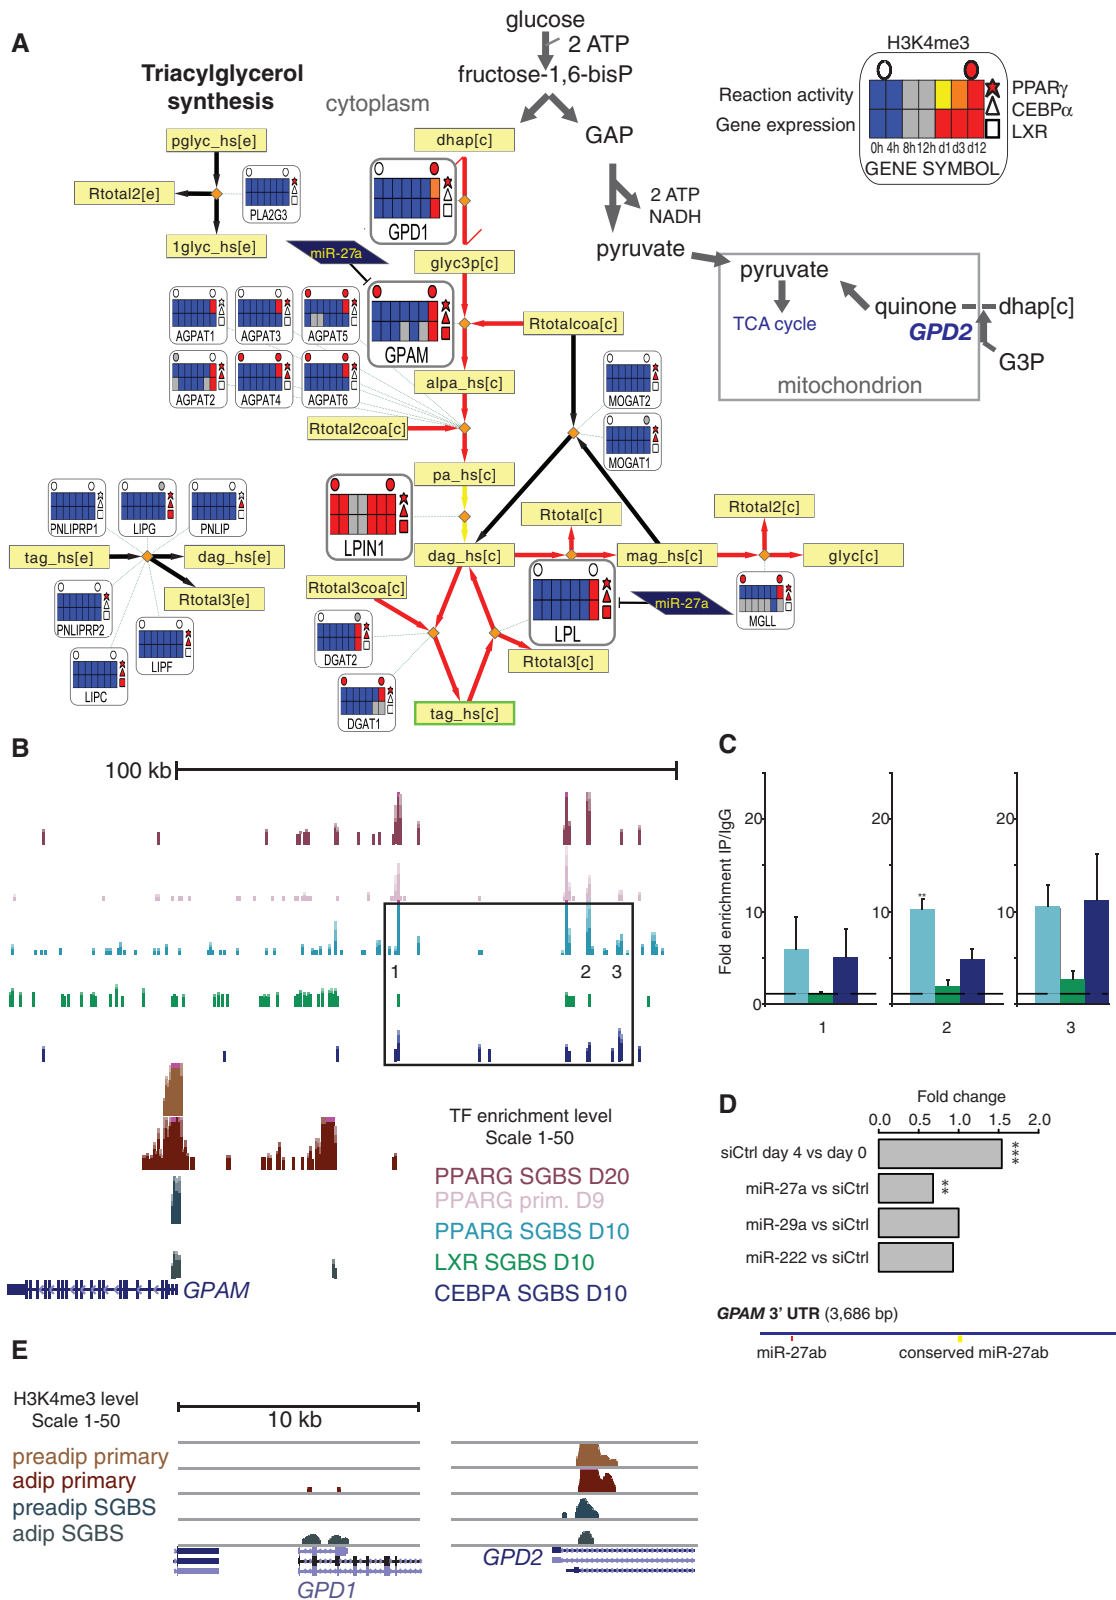 A
glucose
2 ATP
fructose-1,6-bisP
Triacylglycerol
synthesis
cytoplasm
H3K4me3
Reaction activity
Gene expression
PPARγ
CEBPα
LXR
0h 4h 8h12h d1 d3 d12
GENE SYMBOL
pglyc_hs[e]
dhap[c]
GAP
Rtotal2[e]
PLA2G3
GPD1
2 ATP
NADH
1glyc_hs[e]
miR-27a
glyc3p[c]
pyruvate
pyruvate
quinone
dhap[c]
TCA cycle
GPD2
G3P
mitochondrion
AGPAT1
AGPAT3
AGPAT5
GPAM
Rtotalcoa[c]
AGPAT2
AGPAT4
AGPAT6
alpa_hs[c]
MOGAT2
Rtotal2coa[c]
MOGAT1
pa_hs[c]
LPIN1
PNLIPRP1
LIPG
PNLIP
Rtotal[c]
Rtotal2[c]
tag_hs[e]
dag_hs[e]
dag_hs[c]
mag_hs[c]
glyc[c]
Rtotal3[e]
Rtotal3coa[c]
miR-27a
PNLIPRP2
LIPF
LIPC
DGAT2
LPL
MGLL
Rtotal3[c]
DGAT1
tag_hs[c]
B
100 kb
1
2
3
TF enrichment level
Scale 1-50
PPARG SGBS D20
PPARG prim. D9
PPARG SGBS D10
LXR SGBS D10
CEBPA SGBS D10
GPAM
C
Fold enrichment IP/IgG
20
10
0
1
20
10
**
2
20
10
3
D
Fold change
0.0 0.5 1.0 1.5 2.0
siCtrl day 4 vs day 0
***
miR-27a vs siCtrl
**
miR-29a vs siCtrl
miR-222 vs siCtrl
GPAM 3' UTR (3,686 bp)
miR-27ab
conserved miR-27ab
E
H3K4me3 level
Scale 1-50
10 kb
preadip primary
adip primary
preadip SGBS
adip SGBS
GPD1
GPD2